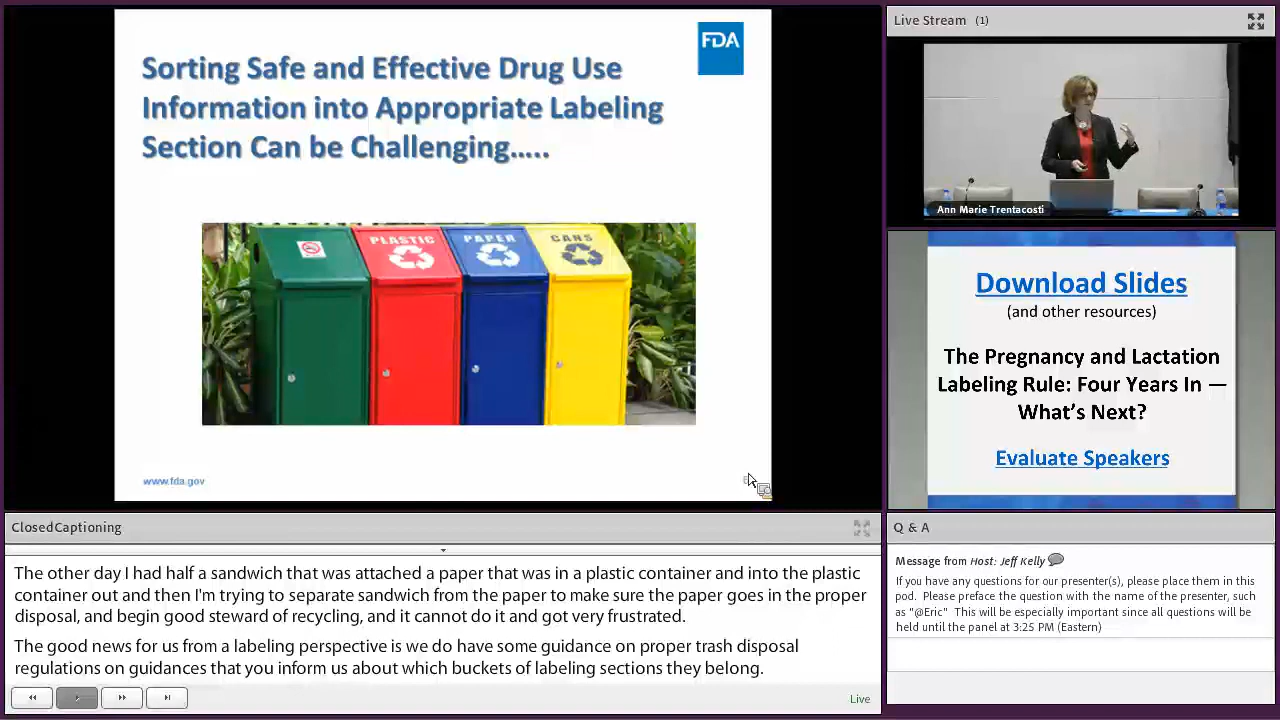 FDA
Sorting Safe and Effective Drug Use
Information into Appropriate Labeling
Section Can be Challenging.....
PLASTIC
PAPER
CANS
www.fda.gov
Live Stream (1)
Ann Marie Trentacosti
Download Slides
(and other resources)
The Pregnancy and Lactation
Labeling Rule: Four Years In —
What's Next?
Evaluate Speakers
ClosedCaptioning
The other day I had half a sandwich that was attached a paper that was in a plastic container and into the plastic
container out and then I'm trying to separate sandwich from the paper to make sure the paper goes in the proper
disposal, and begin good steward of recycling, and it cannot do it and got very frustrated.
The good news for us from a labeling perspective is we do have some guidance on proper trash disposal
regulations on guidances that you inform us about which buckets of labeling sections they belong.
Live
Q & A
Message from Host: Jeff Kelly
If you have any questions for our presenter(s), please place them in this
pod. Please preface the question with the name of the presenter, such
as "@Eric" This will be especially important since all questions will be
held until the panel at 3:25 PM (Eastern)